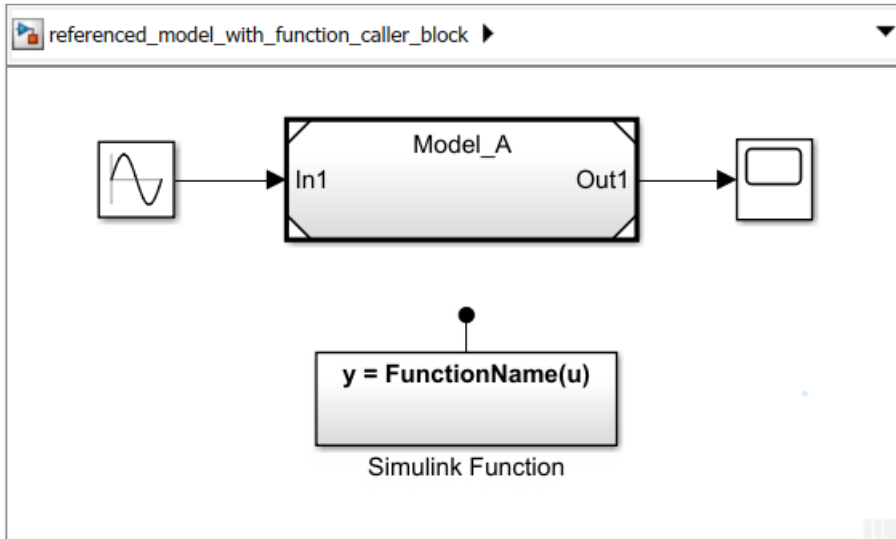 referenced_model_with_function_caller_block
Model_A
In1
Out1
y = FunctionName(u)
Simulink Function